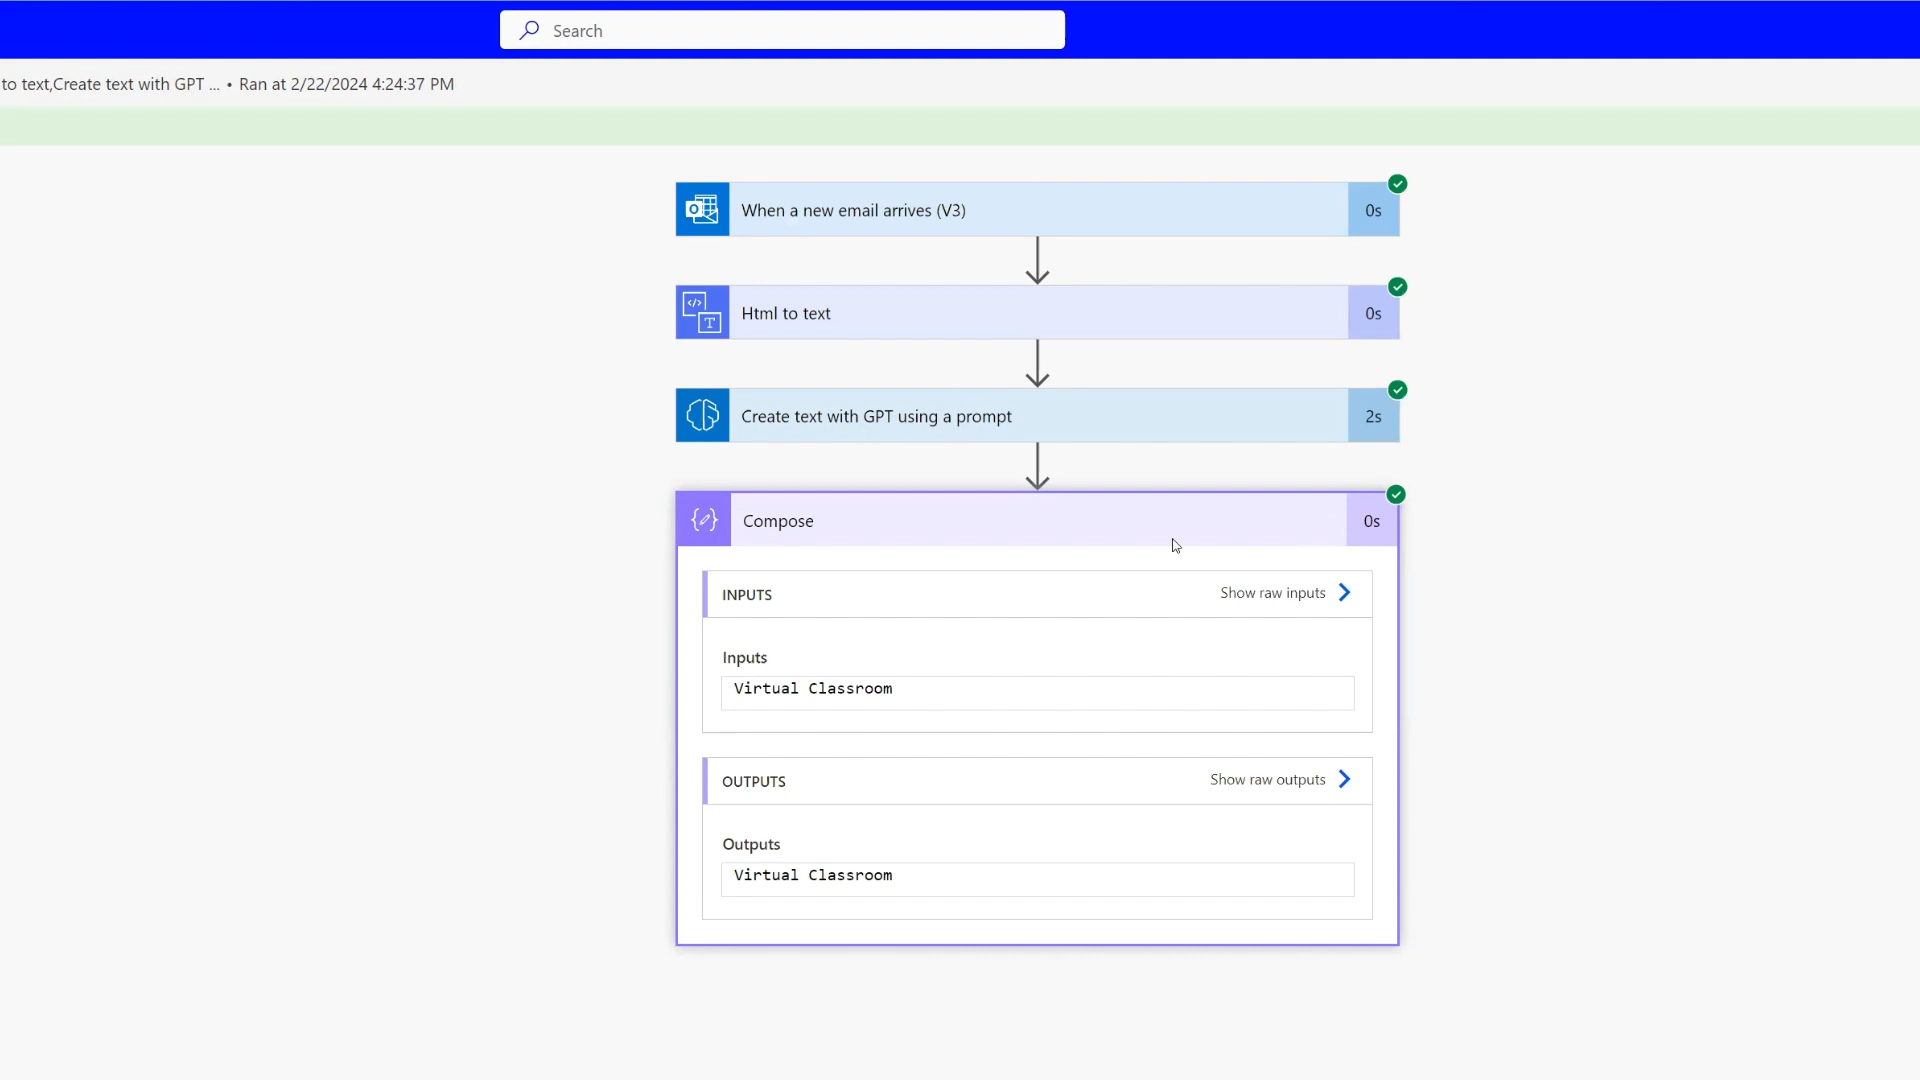 Search
to text,Create text with GPT ... • Ran at 2/22/2024 4:24:37 PM
When a new email arrives (V3)
0s
Html to text
0s
Create text with GPT using a prompt
2s
Compose
0s
INPUTS
Show raw inputs
Inputs
Virtual Classroom
OUTPUTS
Show raw outputs
Outputs
Virtual Classroom